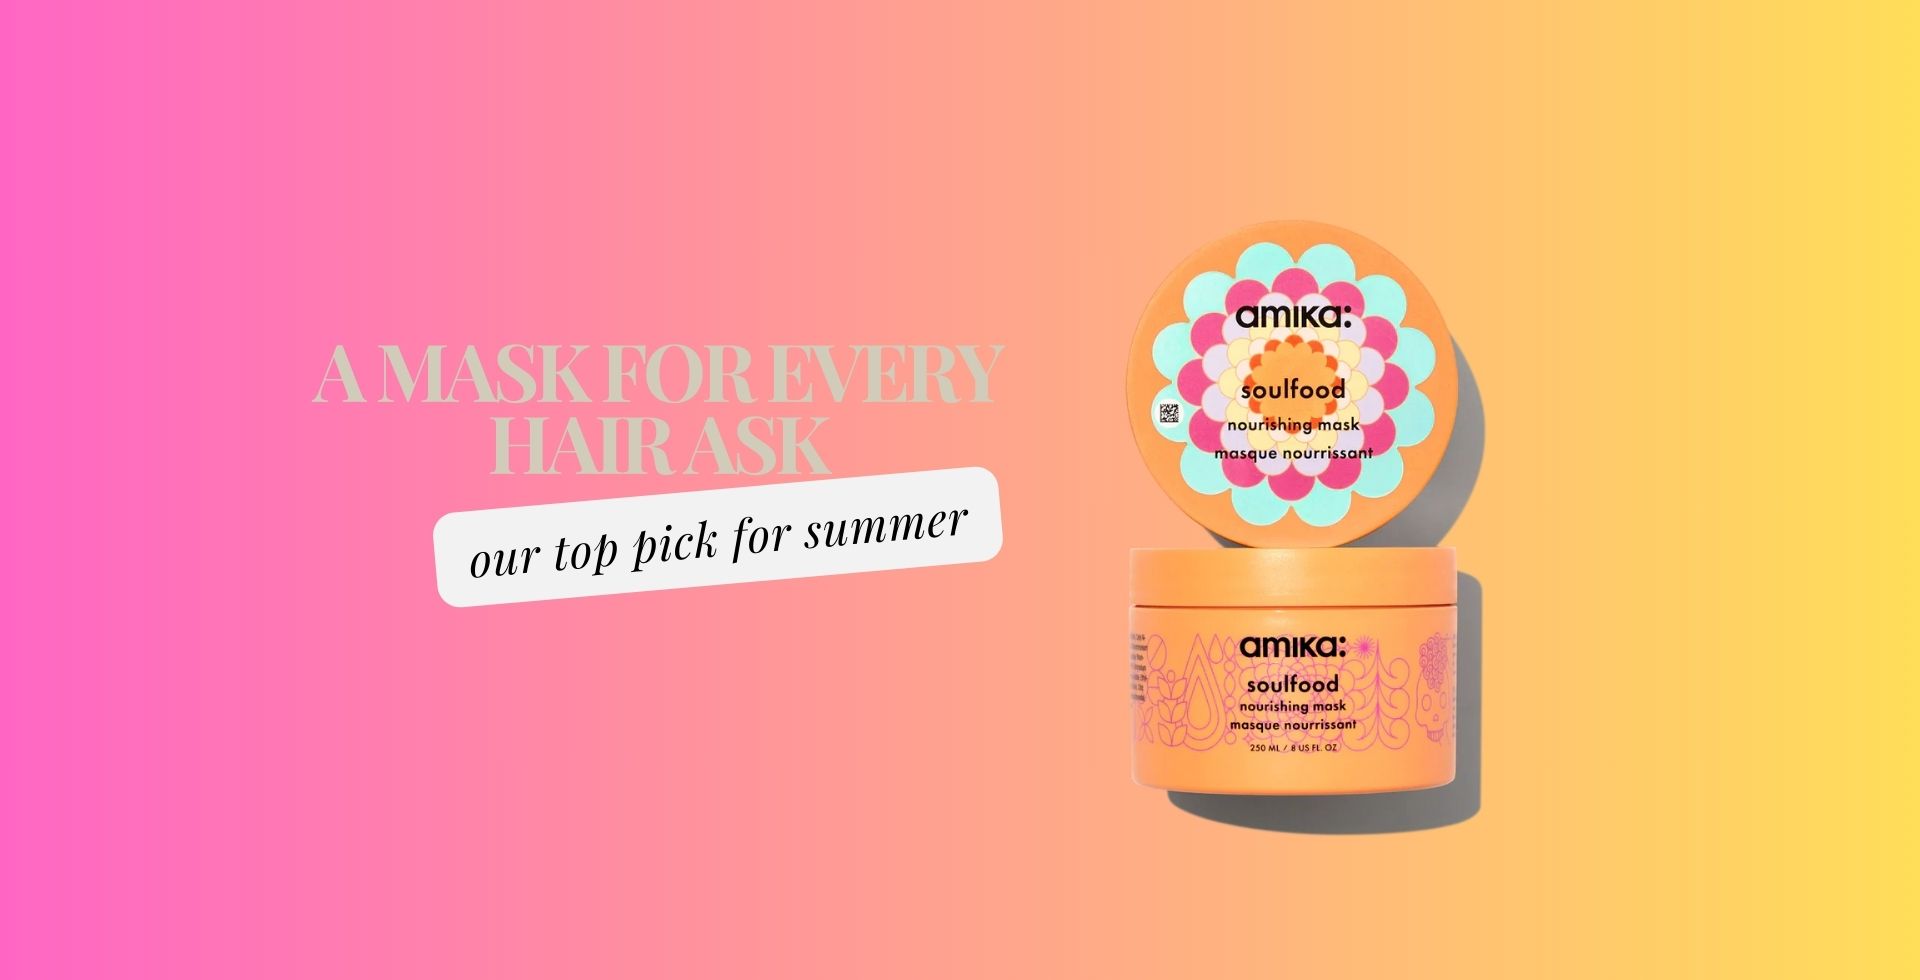 A MASK FOR EVERY
HAIR ASK
our top pick for summer
amika:
soulfood
nourishing mask
masque nourrissant
amika:
soulfood
nourishing mask
masque nourrissant
250 ML / 8 US FL. OZ